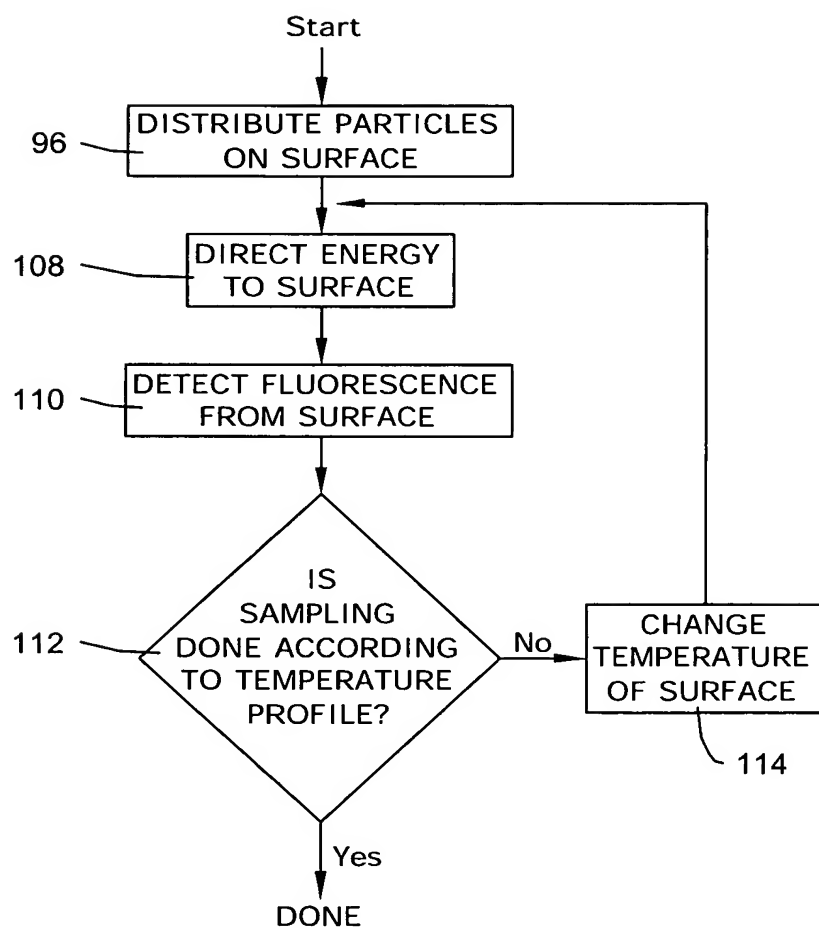 Start
96
DISTRIBUTE PARTICLES
ON SURFACE
108
DIRECT ENERGY
TO SURFACE
110
DETECT FLUORESCENCE
FROM SURFACE
112
IS
SAMPLING
DONE ACCORDING
TO TEMPERATURE
PROFILE?
No
CHANGE
TEMPERATURE
OF SURFACE
114
Yes
DONE